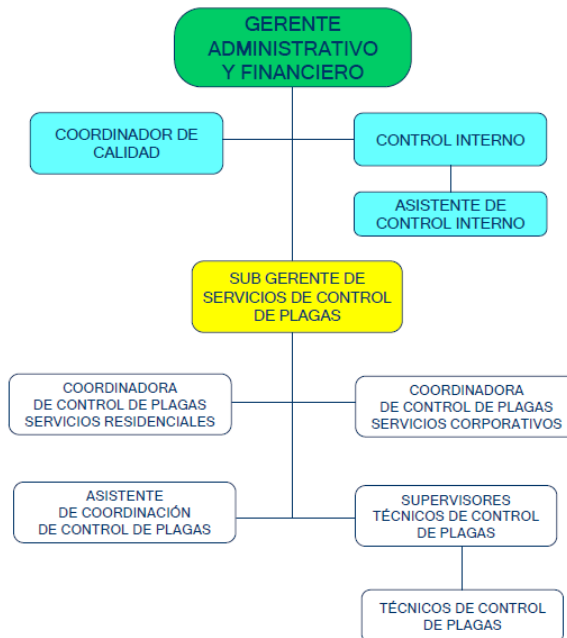 GERENTE
ADMINISTRATIVO
Y FINANCIERO
COORDINADOR DE
CALIDAD
CONTROL INTERNO
ASISTENTE DE
CONTROL INTERNO
SUB GERENTE DE
SERVICIOS DE CONTROL
DE PLAGAS
COORDINADORA
DE CONTROL DE PLAGAS
SERVICIOS RESIDENCIALES
COORDINADORA
DE CONTROL DE PLAGAS
SERVICIOS CORPORATIVOS
ASISTENTE
DE COORDINACIÓN
DE CONTROL DE PLAGAS
SUPERVISORES
TÉCNICOS DE CONTROL
DE PLAGAS
TÉCNICOS DE CONTROL
DE PLAGAS